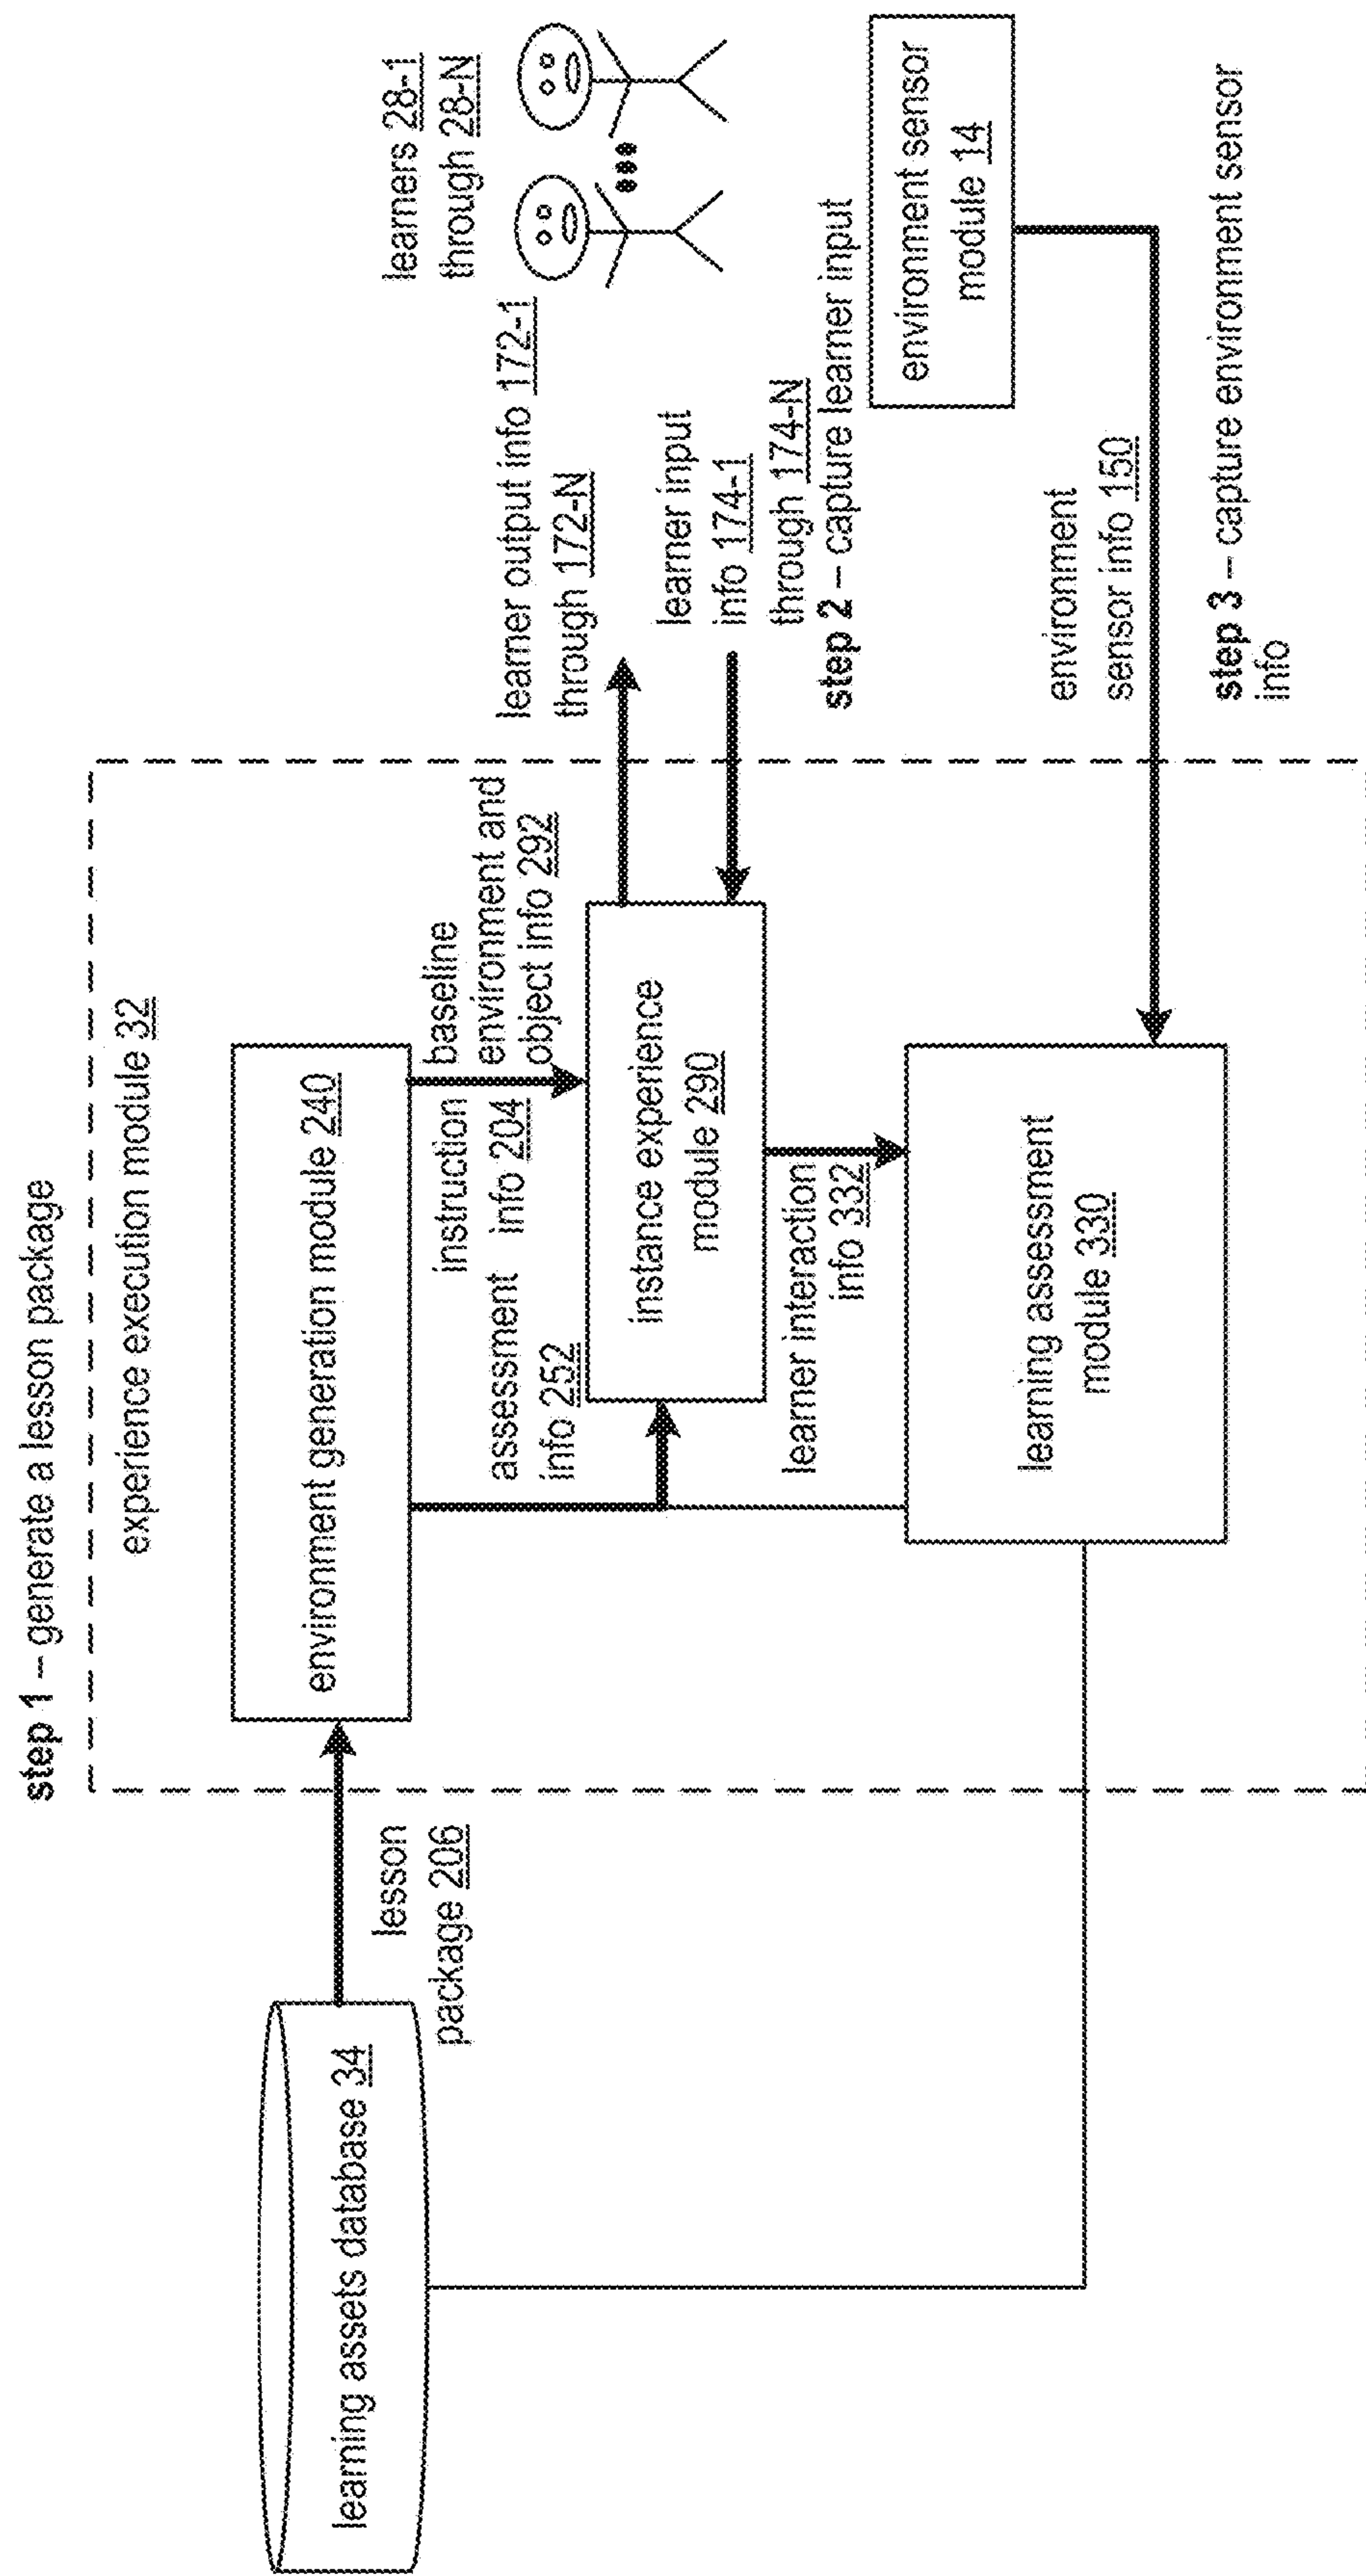 step 1 – generate a lesson package
experience execution module 32
learning assets database 34
lesson
package 206
environment generation module 240
assessment
info 252
instruction
info 204
baseline
environment and
object info 292
instance experience
module 290
learner interaction
info 332
learning assessment
module 330
learners 28-1
through 28-N
learner output info 172-1
through 172-N
learner input
info 174-1
through 174-N
step 2 – capture learner input
environment sensor
module 14
environment
sensor info 150
step 3 – capture environment sensor
info